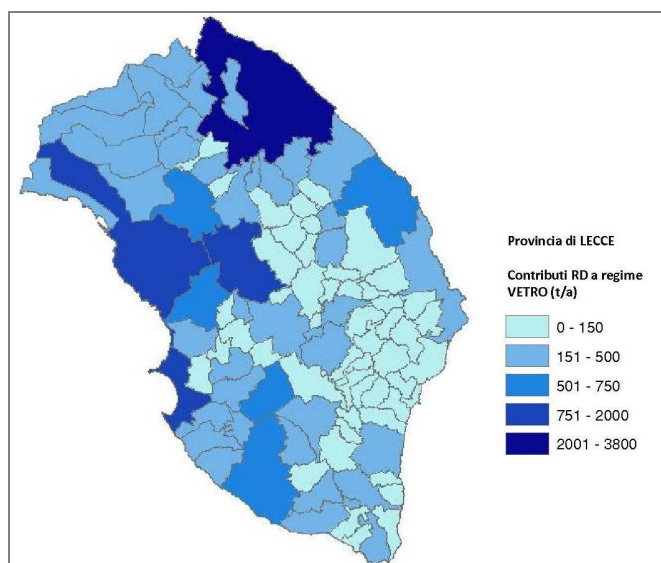 Provincia di LECCE
Contributi RD a regime
VETRO (t/a)
0 - 150
151 - 500
501 - 750
751 - 2000
2001 - 3800